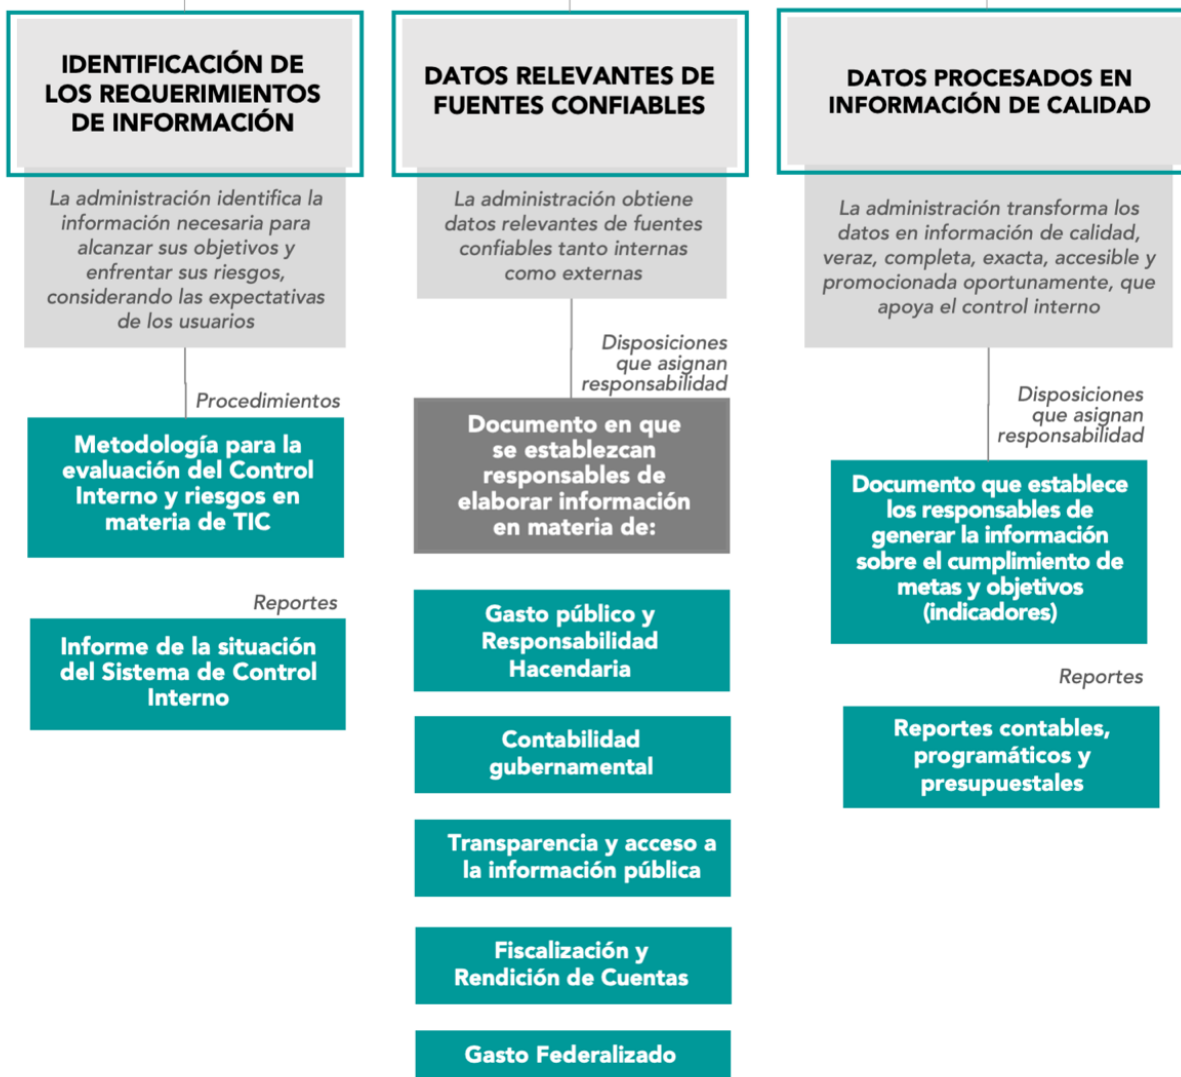 IDENTIFICACIÓN DE
LOS REQUERIMIENTOS
DE INFORMACIÓN
La administración identifica la
información necesaria para
alcanzar sus objetivos y
enfrentar sus riesgos,
considerando las expectativas
de los usuarios
Procedimientos
Metodología para la
evaluación del Control
Interno y riesgos en
materia de TIC
Reportes
Informe de la situación
del Sistema de Control
Interno
DATOS RELEVANTES DE
FUENTES CONFIABLES
La administración obtiene
datos relevantes de fuentes
confiables tanto internas
como externas
Disposiciones
que asignan
responsabilidad
Documento en que
se establezcan
responsables de
elaborar información
en materia de:
Gasto público y
Responsabilidad
Hacendaria
Contabilidad
gubernamental
Transparencia y acceso a
la información pública
Fiscalización y
Rendición de Cuentas
Gasto Federalizado
DATOS PROCESADOS EN
INFORMACIÓN DE CALIDAD
La administración transforma los
datos en información de calidad,
veraz, completa, exacta, accesible y
promocionada oportunamente, que
apoya el control interno
Disposiciones
que asignan
responsabilidad
Documento que establece
los responsables de
generar la información
sobre el cumplimiento de
metas y objetivos
(indicadores)
Reportes
Reportes contables,
programáticos y
presupuestales